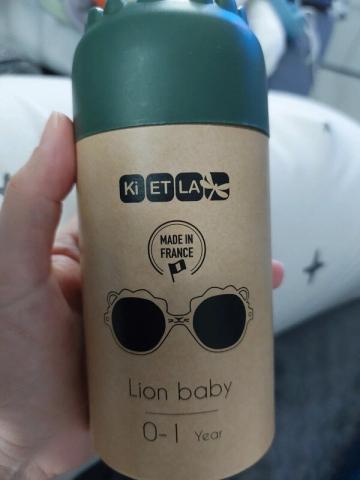 Ki ET LA
MADE IN
FRANCE
Lion baby
0-1 Year